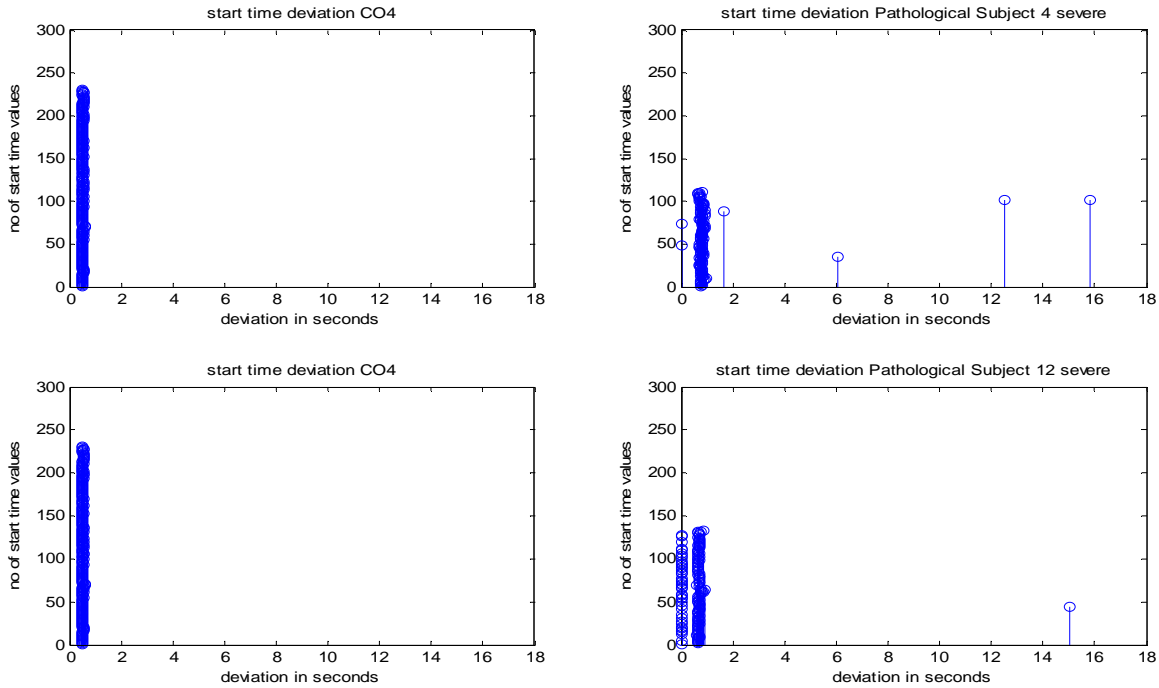 start time deviation CO4
300
250
200
150
100
50
0
no of start time values
0 2 4 6 8 10 12 14 16 18
deviation in seconds
start time deviation Pathological Subject 4 severe
300
250
200
150
100
50
0
no of start time values
0 2 4 6 8 10 12 14 16 18
deviation in seconds
start time deviation CO4
300
250
200
150
100
50
0
no of start time values
0 2 4 6 8 10 12 14 16 18
deviation in seconds
start time deviation Pathological Subject 12 severe
300
250
200
150
100
50
0
no of start time values
0 2 4 6 8 10 12 14 16 18
deviation in seconds